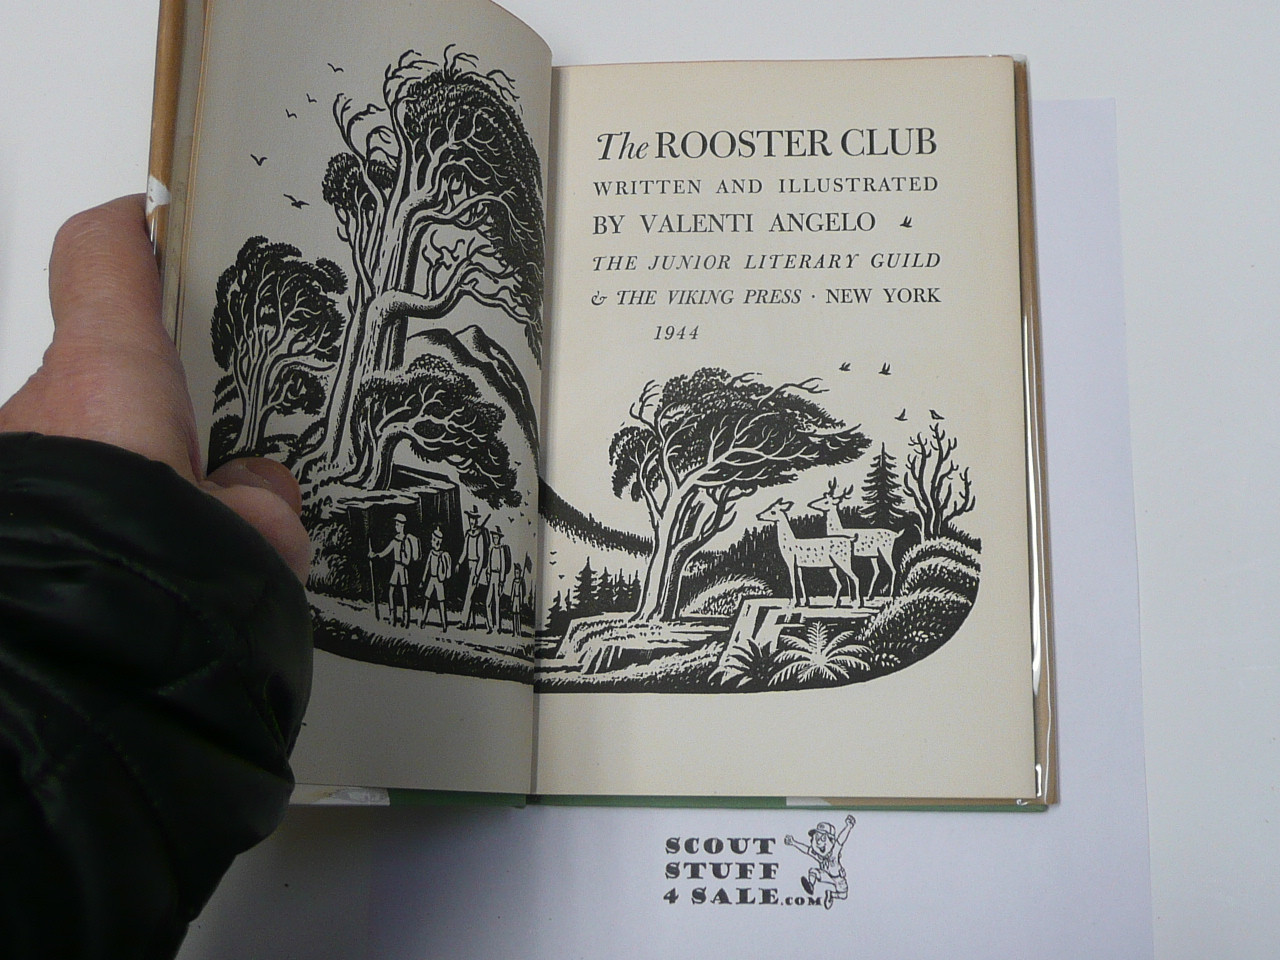 The ROOSTER CLUB
WRITTEN AND ILLUSTRATED
BY VALENTI ANGELO
THE JUNIOR LITERARY GUILD
& THE VIKING PRESS · NEW YORK
1944
SCOUT
STUFF
4 SALE.COM